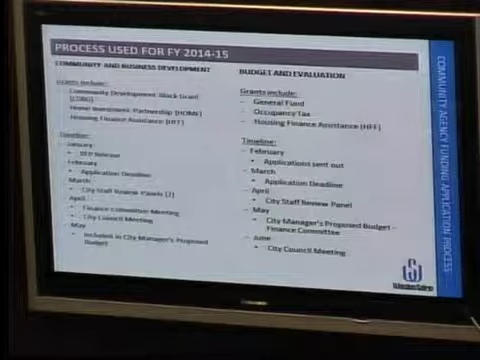 PROCESS USED FOR FY 2014-15
COMMUNITY AND BUSINESS DEVELOPMENT
Grants include:
– Community Development Block Grant
(CDBG)
– Home Investment Partnership (HOME)
– Housing Finance Assistance (HFF)
Timeline:
– January
• RFP Release
– February
• Application Deadline
– March
• City Staff Review Panels (2)
– April
• Finance Committee Meeting
• City Council Meeting
– May
• Included in City Manager's Proposed
Budget
BUDGET AND EVALUATION
Grants include:
– General Fund
– Occupancy Tax
– Housing Finance Assistance (HFF)
Timeline:
– February
• Applications sent out
– March
• Application Deadline
– April
• City Staff Review Panel
– May
• City Manager's Proposed Budget –
Finance Committee
– June
• City Council Meeting
COMMUNITY AGENCY FUNDING APPLICATION PROCESS
Winston-Salem